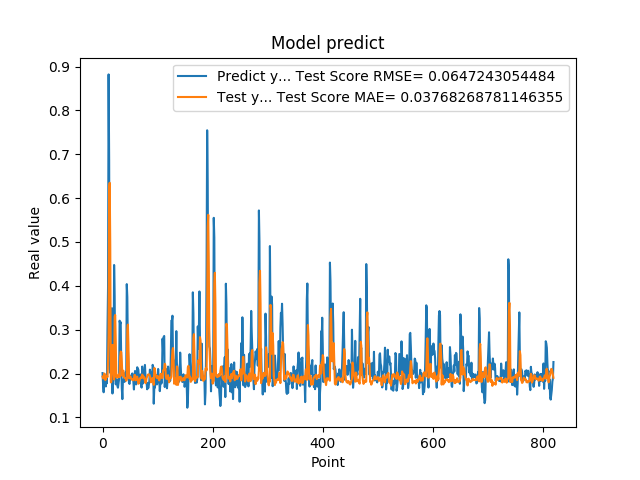 Model predict
Predict y... Test Score RMSE= 0.0647243054484
Test y... Test Score MAE= 0.03768268781146355
0.9
0.8
0.7
0.6
0.5
0.4
0.3
0.2
0.1
Real value
0 200 400 600 800
Point